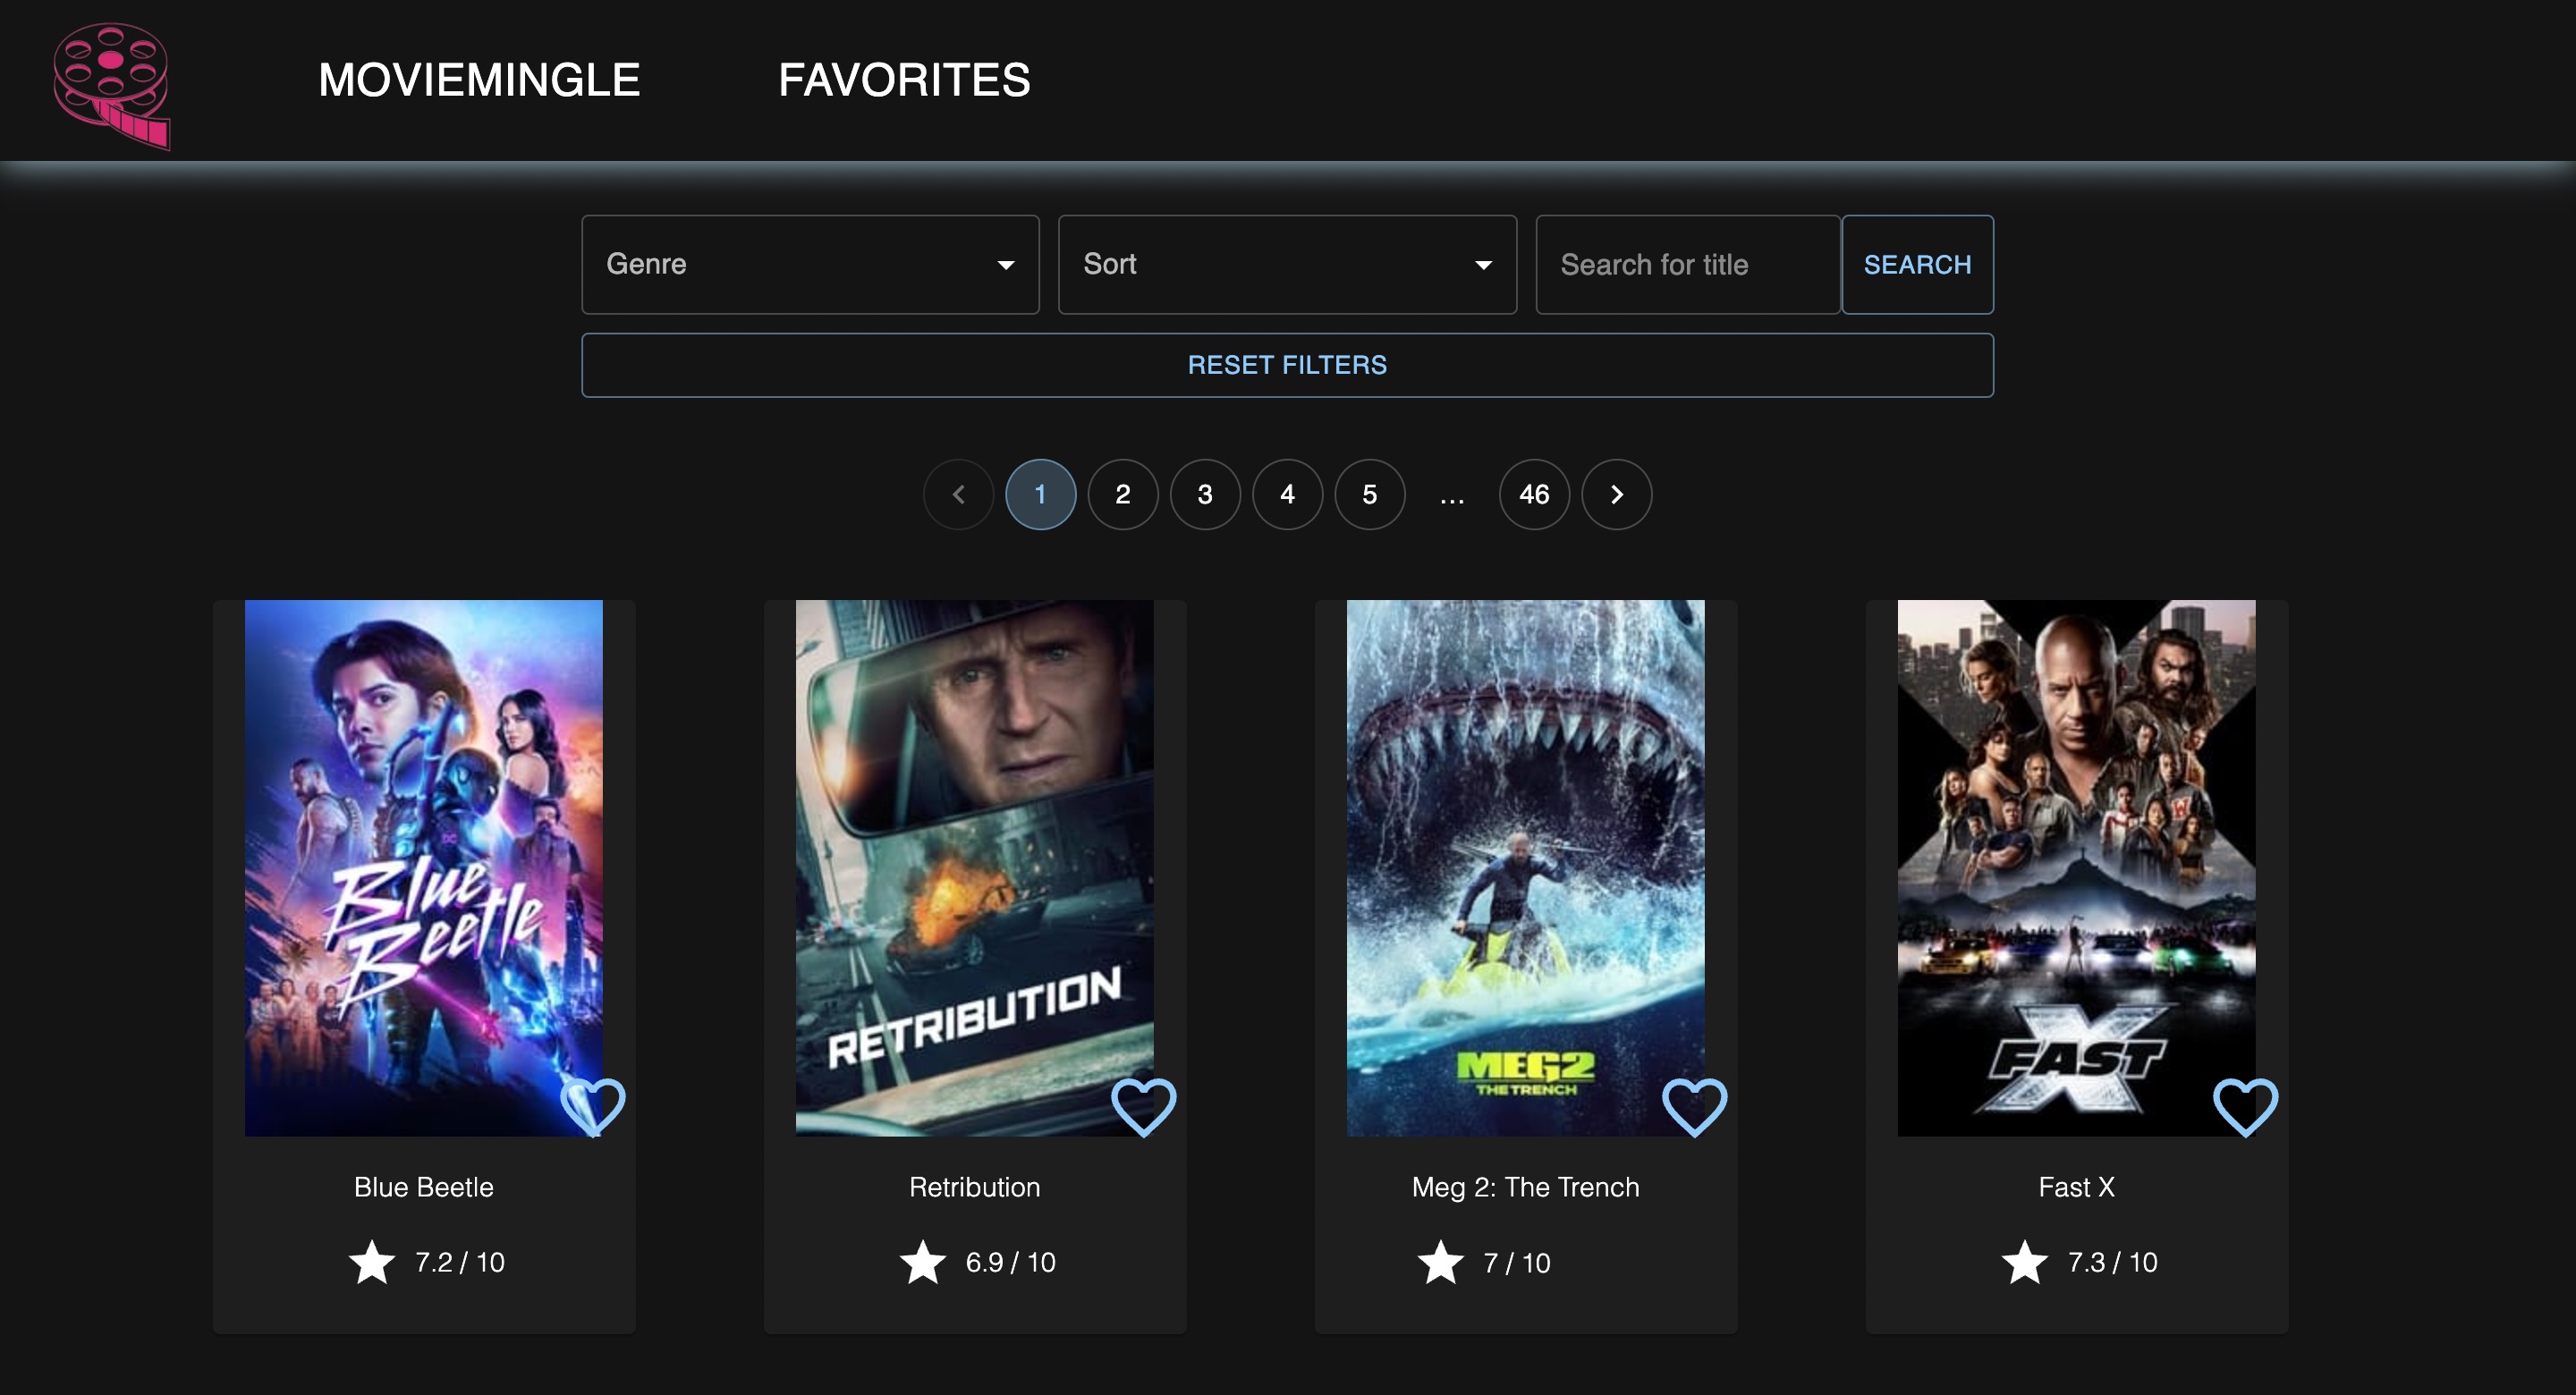 MOVIEMINGLE FAVORITES
Genre Sort Search for title SEARCH
RESET FILTERS
1 2 3 4 5 ... 46
DC
Blue
Beetle
RETRIBUTION
MEG2
THE TRENCH
FAST X
Blue Beetle Retribution Meg 2: The Trench Fast X
7.2 / 10 6.9 / 10 7 / 10 7.3 / 10